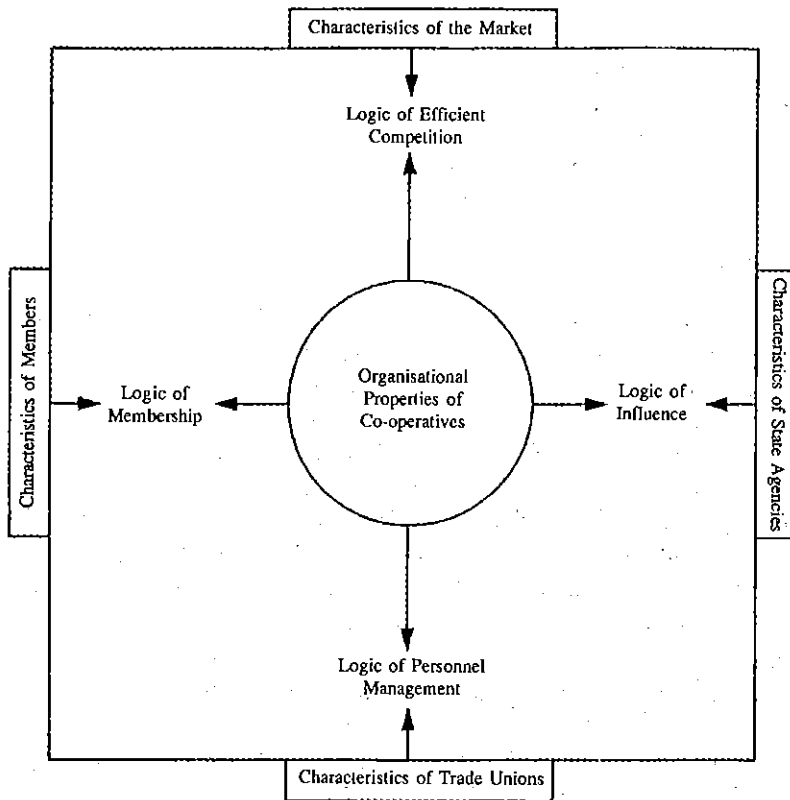 Characteristics of the Market
Logic of Efficient
Competition
Characteristics of Members
Logic of
Membership
Organisational
Properties of
Co-operatives
Logic of
Influence
Characteristics of State Agencies
Logic of Personnel
Management
Characteristics of Trade Unions